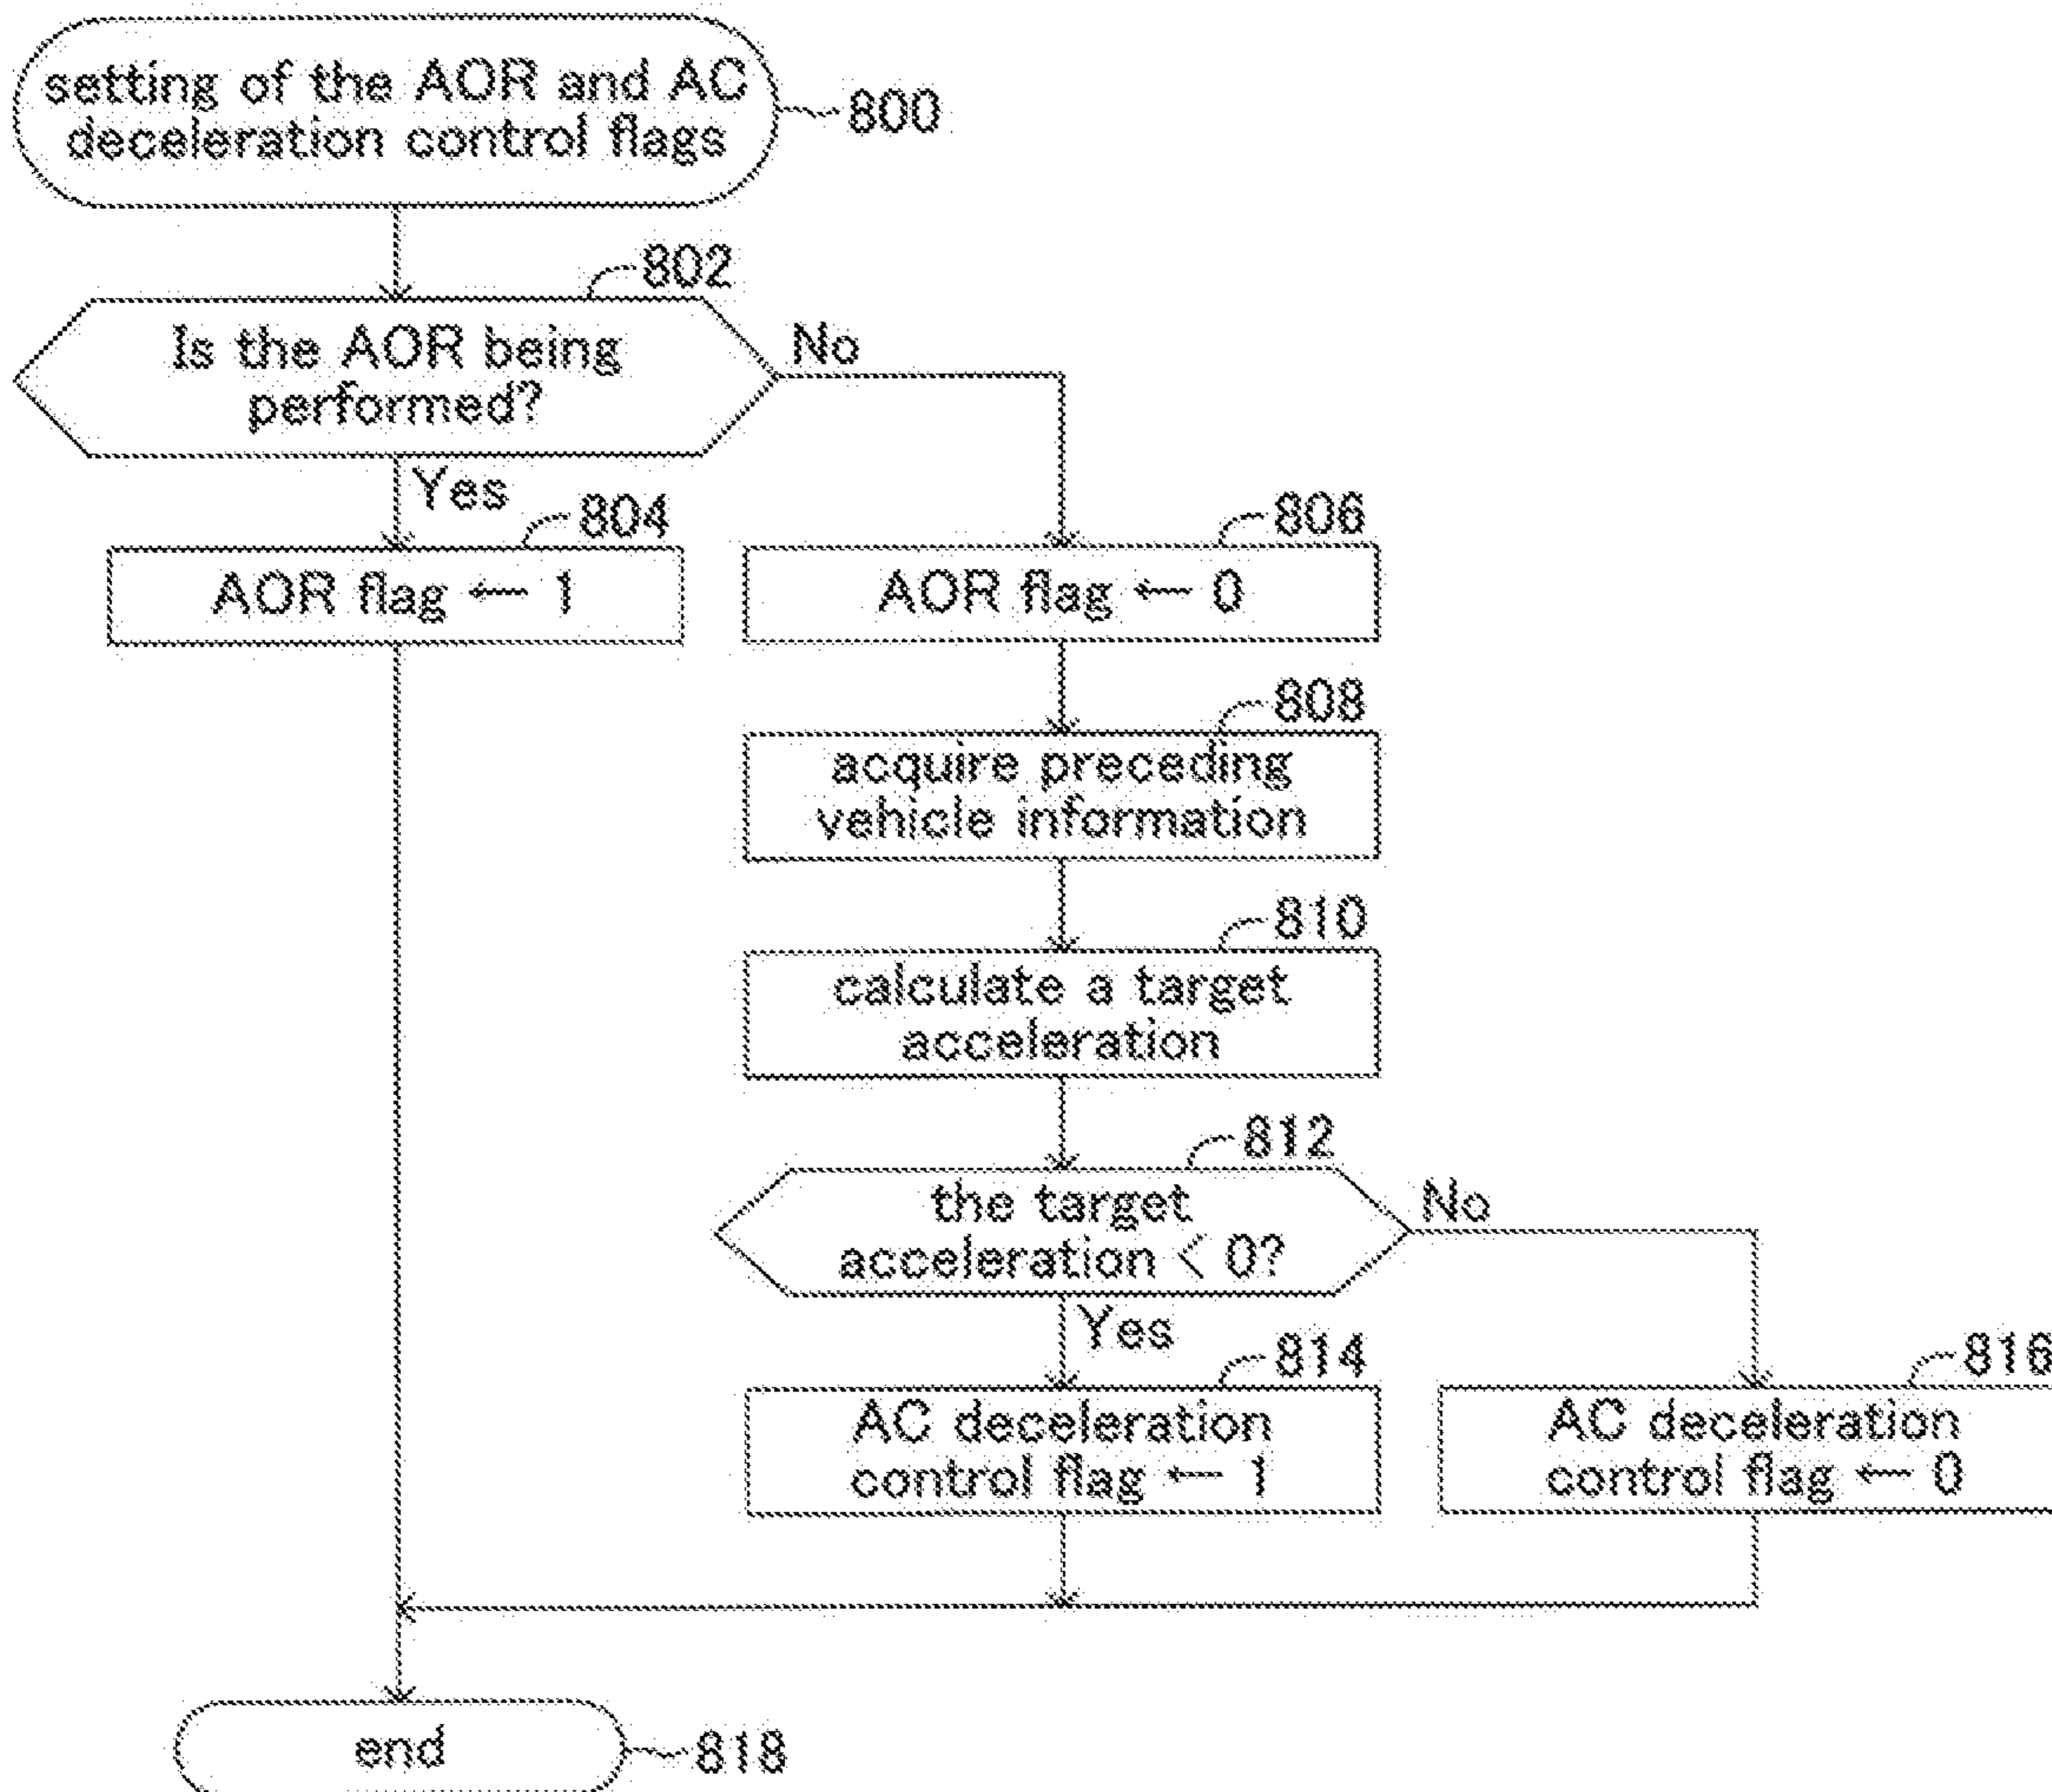 setting of the AOR and AC
deceleration control flags
800
802
Is the AOR being
performed?
No
Yes
804
AOR flag ← 1
806
AOR flag ← 0
808
acquire preceding
vehicle information
810
calculate a target
acceleration
812
the target
acceleration < 0?
No
Yes
814
AC deceleration
control flag ← 1
816
AC deceleration
control flag ← 0
end
818